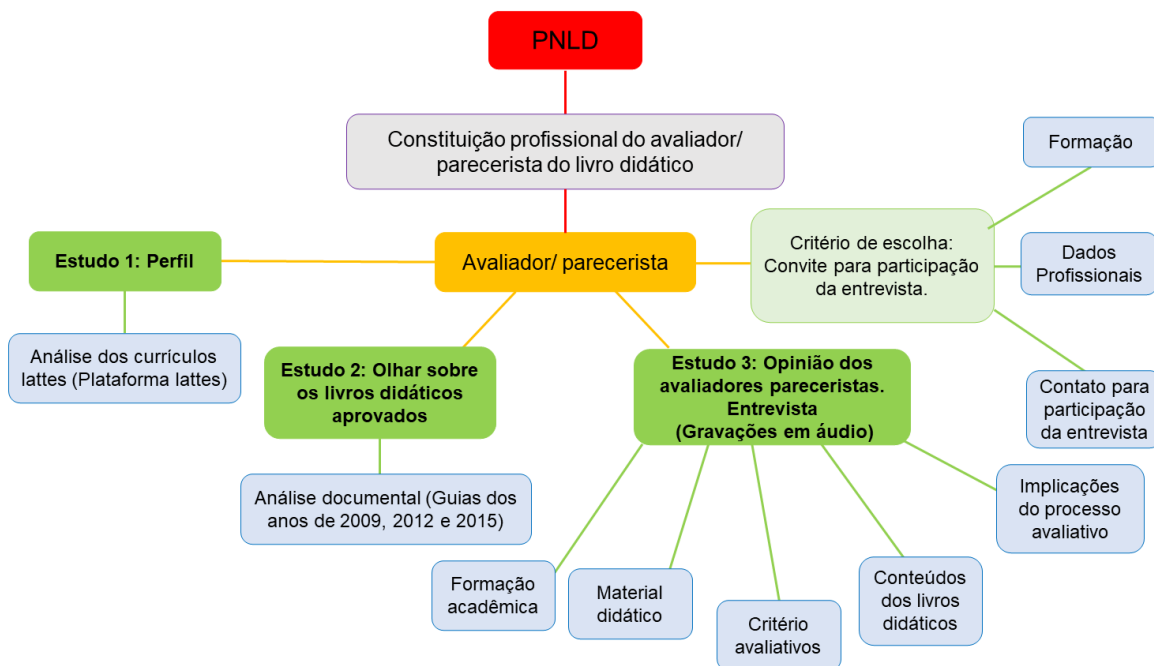 PNLD
Constituição profissional do avaliador/
parecerista do livro didático
Formação
Estudo 1: Perfil
Avaliador/ parecerista
Critério de escolha:
Convite para participação
da entrevista.
Dados
Profissionais
Análise dos currículos
lattes (Plataforma lattes)
Estudo 2: Olhar sobre
os livros didáticos
aprovados
Estudo 3: Opinião dos
avaliadores pareceristas.
Entrevista
(Gravações em áudio)
Contato para
participação
da entrevista
Análise documental (Guias dos
anos de 2009, 2012 e 2015)
Implicações
do processo
avaliativo
Formação
acadêmica
Material
didático
Critério
avaliativos
Conteúdos
dos livros
didáticos